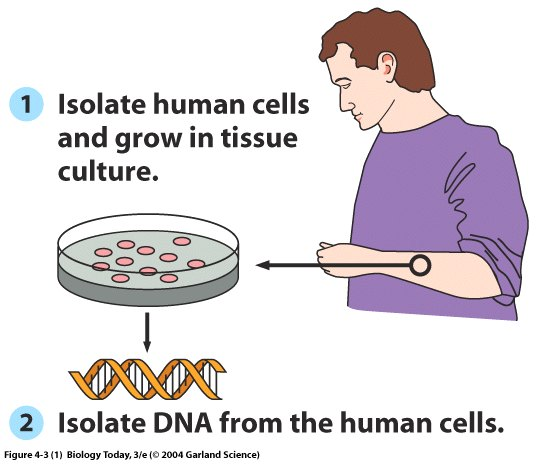 1 Isolate human cells
and grow in tissue
culture.
2 Isolate DNA from the human cells.
Figure 4-3 (1) Biology Today, 3/e (© 2004 Garland Science)